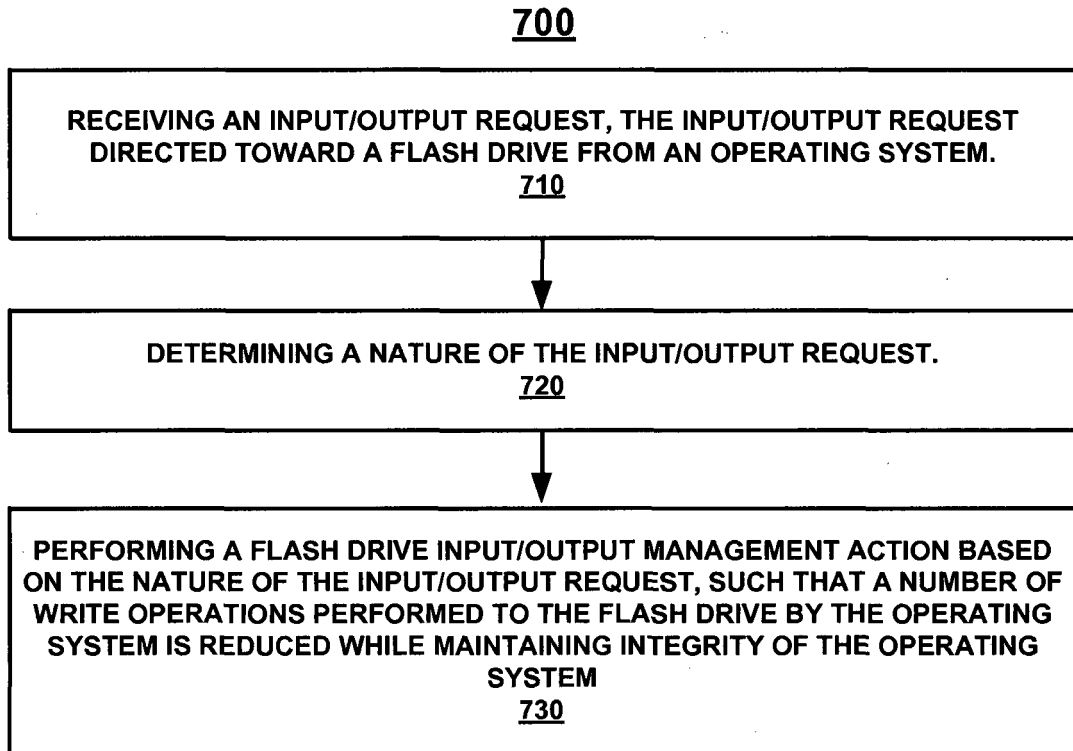 700
RECEIVING AN INPUT/OUTPUT REQUEST, THE INPUT/OUTPUT REQUEST
DIRECTED TOWARD A FLASH DRIVE FROM AN OPERATING SYSTEM.
710
DETERMINING A NATURE OF THE INPUT/OUTPUT REQUEST.
720
PERFORMING A FLASH DRIVE INPUT/OUTPUT MANAGEMENT ACTION BASED
ON THE NATURE OF THE INPUT/OUTPUT REQUEST, SUCH THAT A NUMBER OF
WRITE OPERATIONS PERFORMED TO THE FLASH DRIVE BY THE OPERATING
SYSTEM IS REDUCED WHILE MAINTAINING INTEGRITY OF THE OPERATING
SYSTEM
730